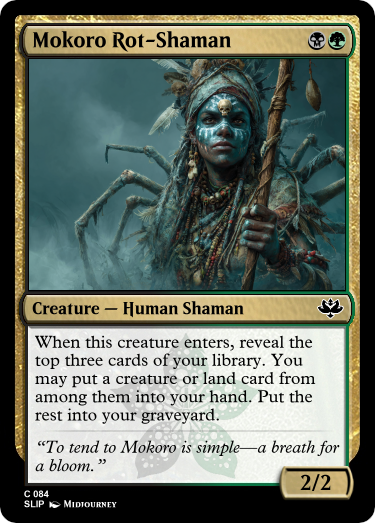 Mokoro Rot-Shaman
Creature — Human Shaman
When this creature enters, reveal the
top three cards of your library. You
may put a creature or land card from
among them into your hand. Put the
rest into your graveyard.
“To tend to Mokoro is simple—a breath for
a bloom.”
2/2
C 084
SLIP Midjourney